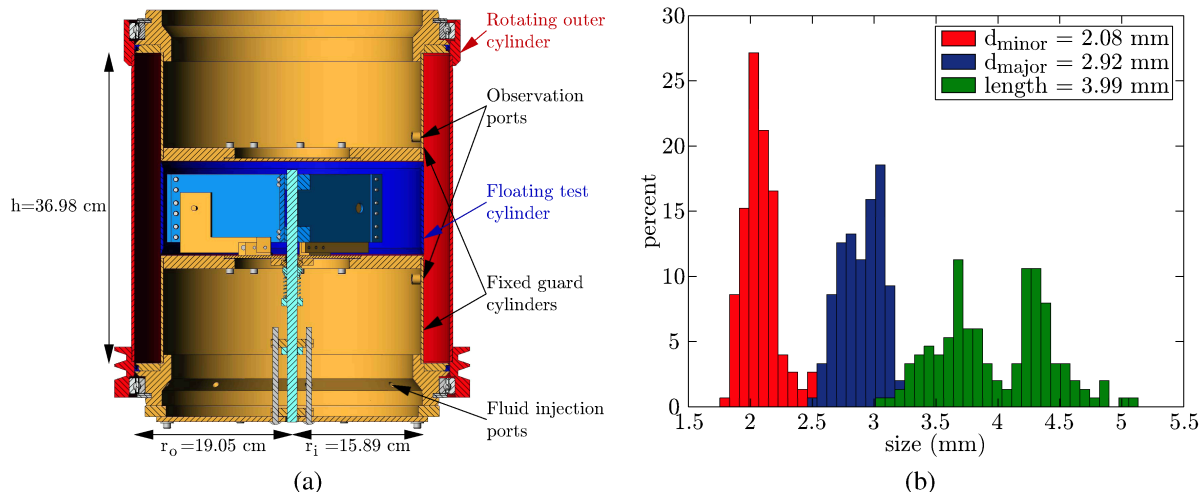 Rotating outer
cylinder
Observation
ports
h=36.98 cm
Floating test
cylinder
Fixed guard
cylinders
Fluid injection
ports
r_o=19.05 cm
r_i=15.89 cm
(a)
30
25
20
15
10
5
0
percent
d_minor = 2.08 mm
d_major = 2.92 mm
length = 3.99 mm
1.5 2 2.5 3 3.5 4 4.5 5 5.5
size (mm)
(b)